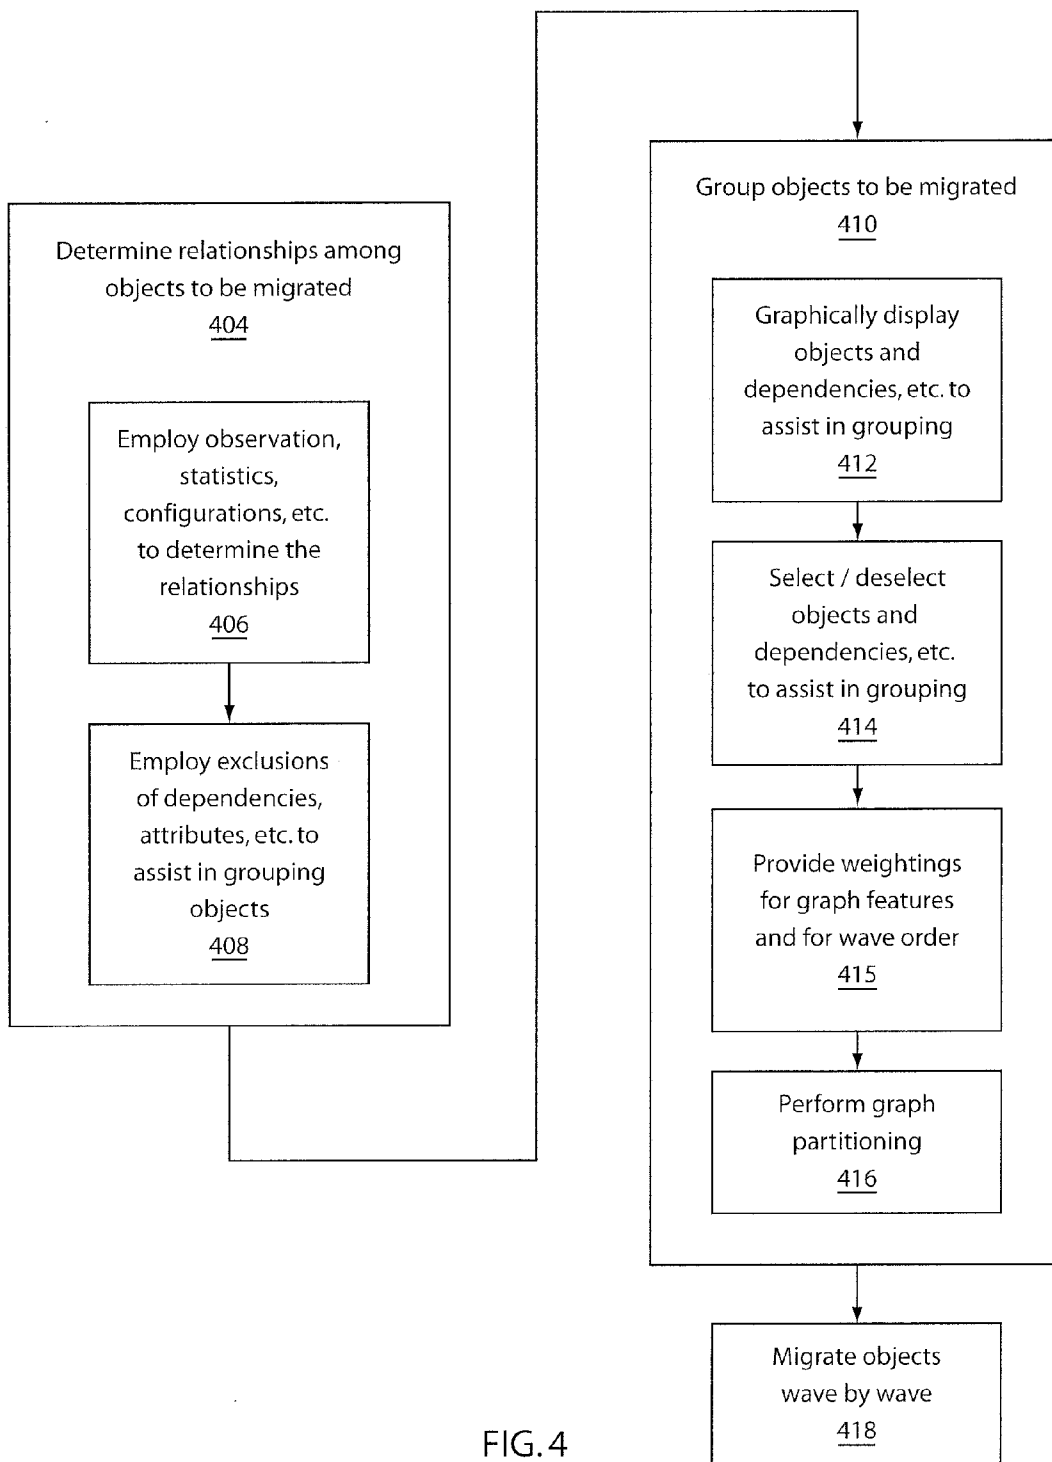 Determine relationships among
objects to be migrated
404
Employ observation,
statistics,
configurations, etc.
to determine the
relationships
406
Employ exclusions
of dependencies,
attributes, etc. to
assist in grouping
objects
408
Group objects to be migrated
410
Graphically display
objects and
dependencies, etc. to
assist in grouping
412
Select / deselect
objects and
dependencies, etc.
to assist in grouping
414
Provide weightings
for graph features
and for wave order
415
Perform graph
partitioning
416
Migrate objects
wave by wave
418
FIG. 4